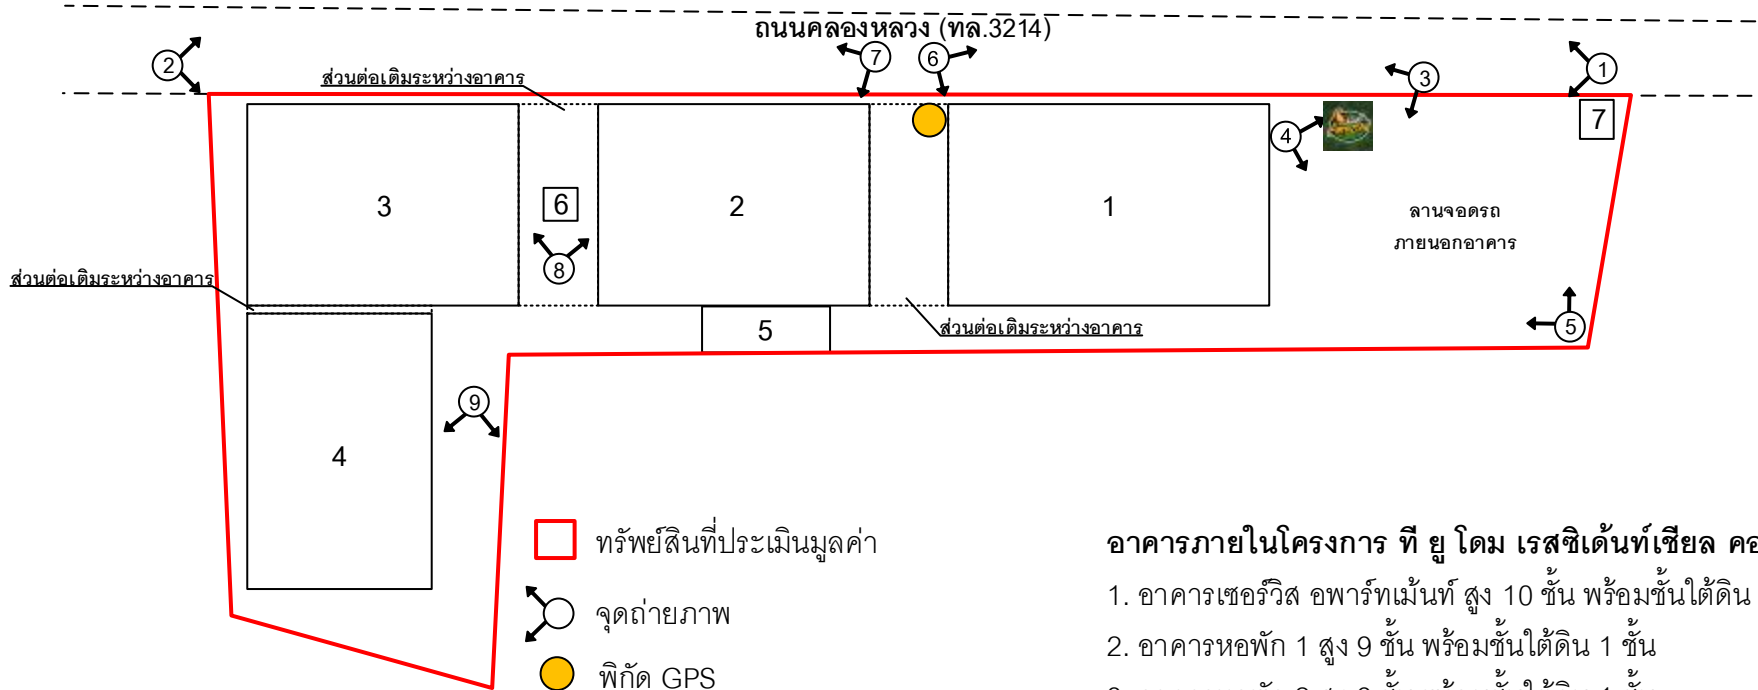 ถนนคลองหลวง (ทล.3214)
2
7
6
3
1
ส่วนต่อเติมระหว่างอาคาร
4
7
3
6
2
1
ลานจอดรถ
ภายนอกอาคาร
8
ส่วนต่อเติมระหว่างอาคาร
5
ส่วนต่อเติมระหว่างอาคาร
5
9
4
ทรัพย์สินที่ประเมินมูลค่า
จุดถ่ายภาพ
พิกัด GPS
อาคารภายในโครงการ ที ยู โดม เรสซิเด้นท์เชียล คอ
1. อาคารเซอร์วิส อพาร์ทเม้นท์ สูง 10 ชั้น พร้อมชั้นใต้ดิน
2. อาคารหอพัก 1 สูง 9 ชั้น พร้อมชั้นใต้ดิน 1 ชั้น